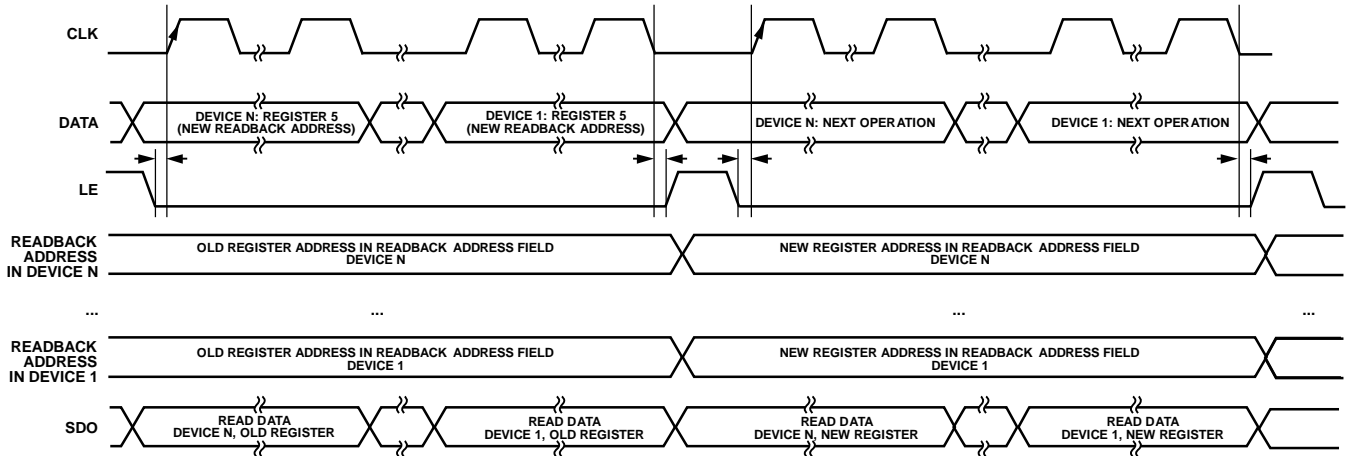 CLK
DATA
DEVICE N: REGISTER 5
(NEW READBACK ADDRESS)
DEVICE 1: REGISTER 5
(NEW READBACK ADDRESS)
DEVICE N: NEXT OPERATION
DEVICE 1: NEXT OPERATION
LE
READBACK
ADDRESS
IN DEVICE N
OLD REGISTER ADDRESS IN READBACK ADDRESS FIELD
DEVICE N
NEW REGISTER ADDRESS IN READBACK ADDRESS FIELD
DEVICE N
...
...
...
...
READBACK
ADDRESS
IN DEVICE 1
OLD REGISTER ADDRESS IN READBACK ADDRESS FIELD
DEVICE 1
NEW REGISTER ADDRESS IN READBACK ADDRESS FIELD
DEVICE 1
SDO
READ DATA
DEVICE N, OLD REGISTER
READ DATA
DEVICE 1, OLD REGISTER
READ DATA
DEVICE N, NEW REGISTER
READ DATA
DEVICE 1, NEW REGISTER